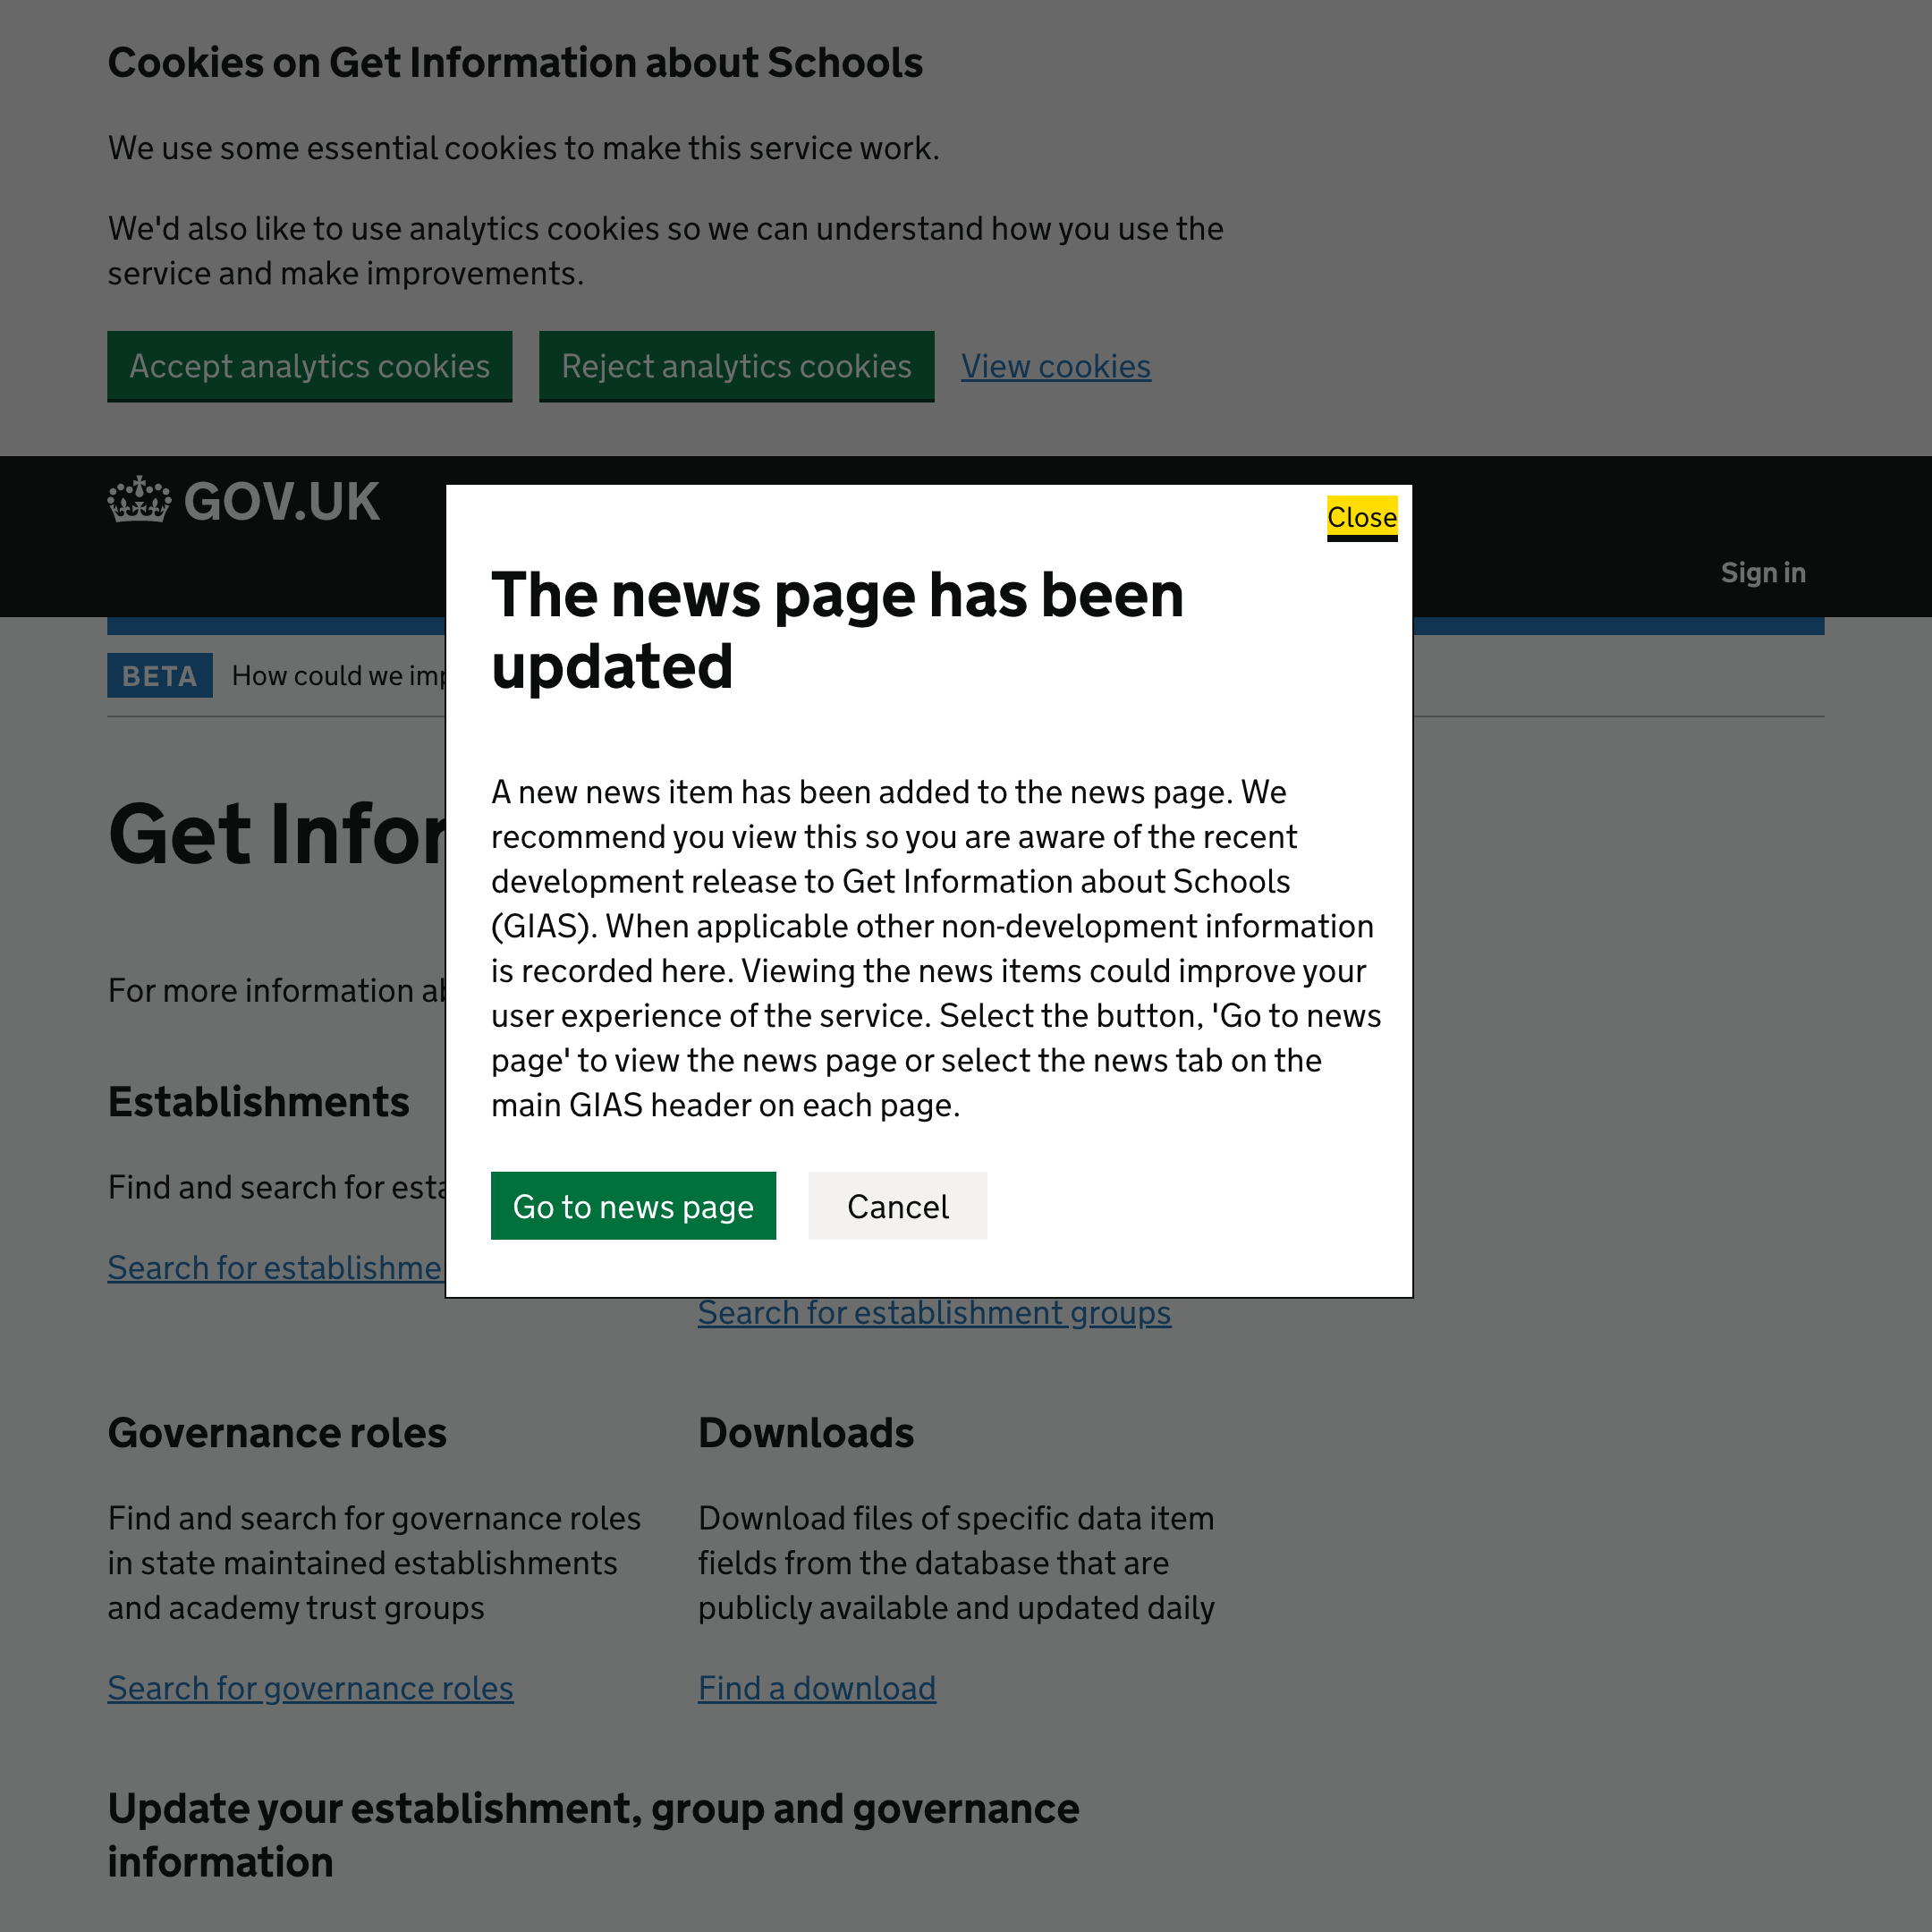 Cookies on Get Information about Schools
We use some essential cookies to make this service work.
We'd also like to use analytics cookies so we can understand how you use the
service and make improvements.
Accept analytics cookies
Reject analytics cookies
View cookies
GOV.UK
Sign in
BETA
How could we
Close
The news page has been
updated
A new news item has been added to the news page. We
recommend you view this so you are aware of the recent
development release to Get Information about Schools
(GIAS). When applicable other non-development information
is recorded here. Viewing the news items could improve your
user experience of the service. Select the button, 'Go to news
page' to view the news page or select the news tab on the
main GIAS header on each page.
Go to news page
Cancel
Get
For more information
Establishments
Find and search for
Search for
Search for establishment groups
Governance roles
Find and search for governance roles
in state maintained establishments
and academy trust groups
Search for governance roles
Downloads
Download files of specific data item
fields from the database that are
publicly available and updated daily
Find a download
Update your establishment, group and governance
information